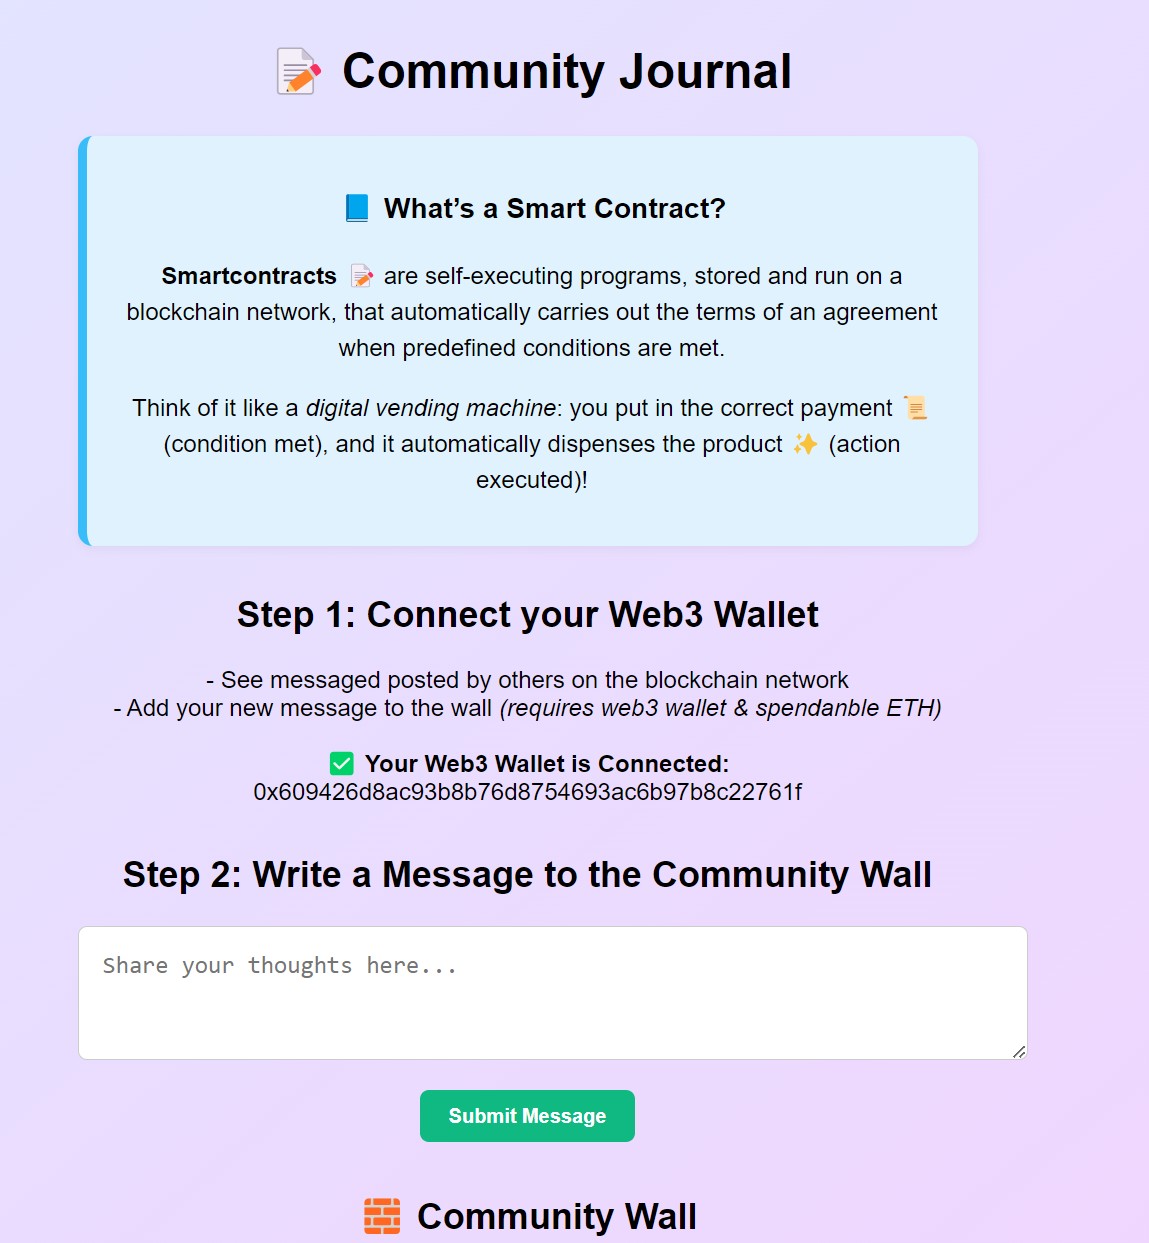 📝 Community Journal
📘 What’s a Smart Contract?
Smartcontracts 📝 are self-executing programs, stored and run on a
blockchain network, that automatically carries out the terms of an agreement
when predefined conditions are met.
Think of it like a digital vending machine: you put in the correct payment 📜
(condition met), and it automatically dispenses the product ✨ (action
executed)!
Step 1: Connect your Web3 Wallet
- See messaged posted by others on the blockchain network
- Add your new message to the wall (requires web3 wallet & spendanble ETH)
✅ Your Web3 Wallet is Connected:
0x609426d8ac93b8b76d8754693ac6b97b8c22761f
Step 2: Write a Message to the Community Wall
Share your thoughts here...
Submit Message
🧱 Community Wall